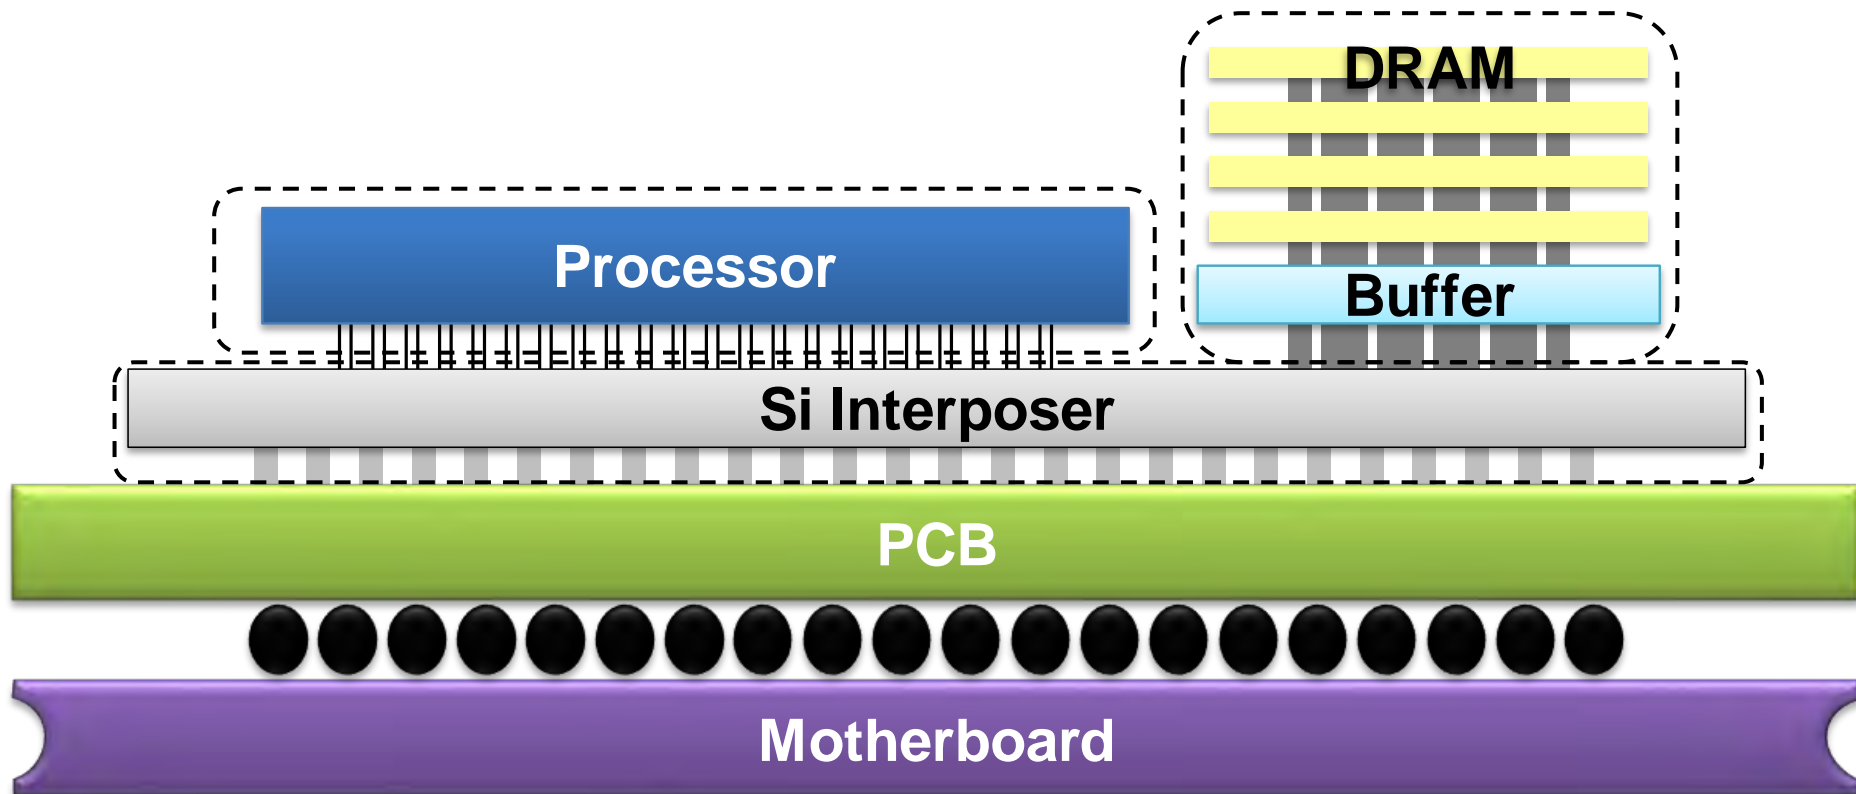 DRAM
Processor
Buffer
Si Interposer
PCB
Motherboard